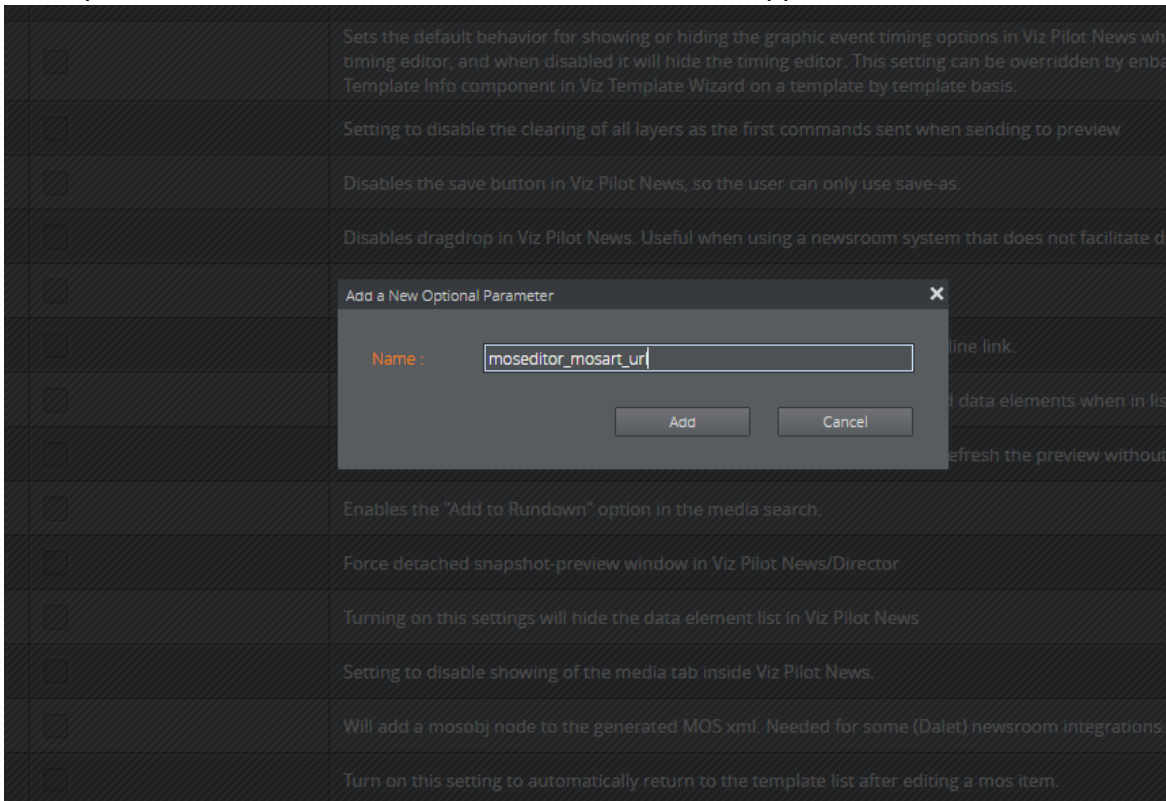 Sets the default behavior for showing or hiding the graphic event timing options in Viz Pilot News wh
timing editor, and when disabled it will hide the timing editor. This setting can be overridden by enba
Template Info component in Viz Template Wizard on a template by template basis.
Setting to disable the clearing of all layers as the first commands sent when sending to preview
Disables the save button in Viz Pilot News, so the user can only use save-as.
Disables dragdrop in Viz Pilot News. Useful when using a newsroom system that does not facilitate d
Add a New Optional Parameter
Name :
moseditor_mosart_url
line link.
Add
Cancel
d data elements when in lis
efresh the preview without
Enables the "Add to Rundown" option in the media search.
Force detached snapshot-preview window in Viz Pilot News/Director
Turning on this settings will hide the data element list in Viz Pilot News
Setting to disable showing of the media tab inside Viz Pilot News.
Will add a mosobj node to the generated MOS xml. Needed for some (Dalet) newsroom integrations.
Turn on this setting to automatically return to the template list after editing a mos item.